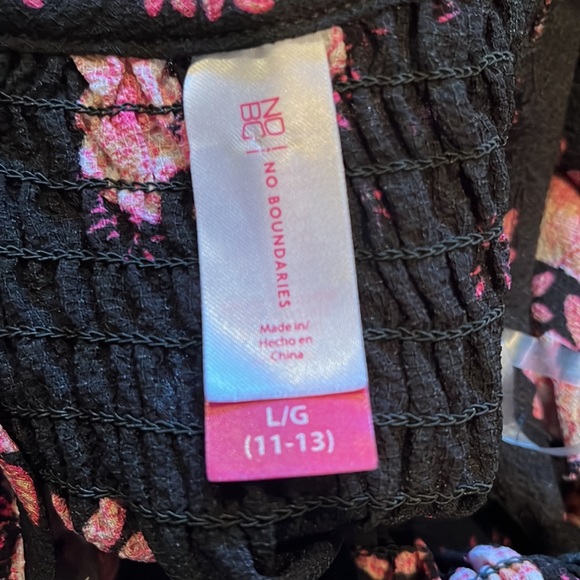 NO!
BO!
NO BOUNDARIES
Made in/
Hecho en
China
L/G
(11-13)